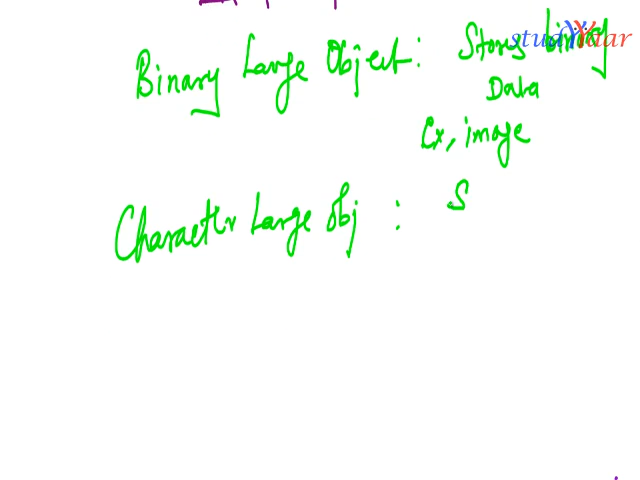 Binary Large Object : Stores binary
Data
Ex, image
Character Large Obj : S